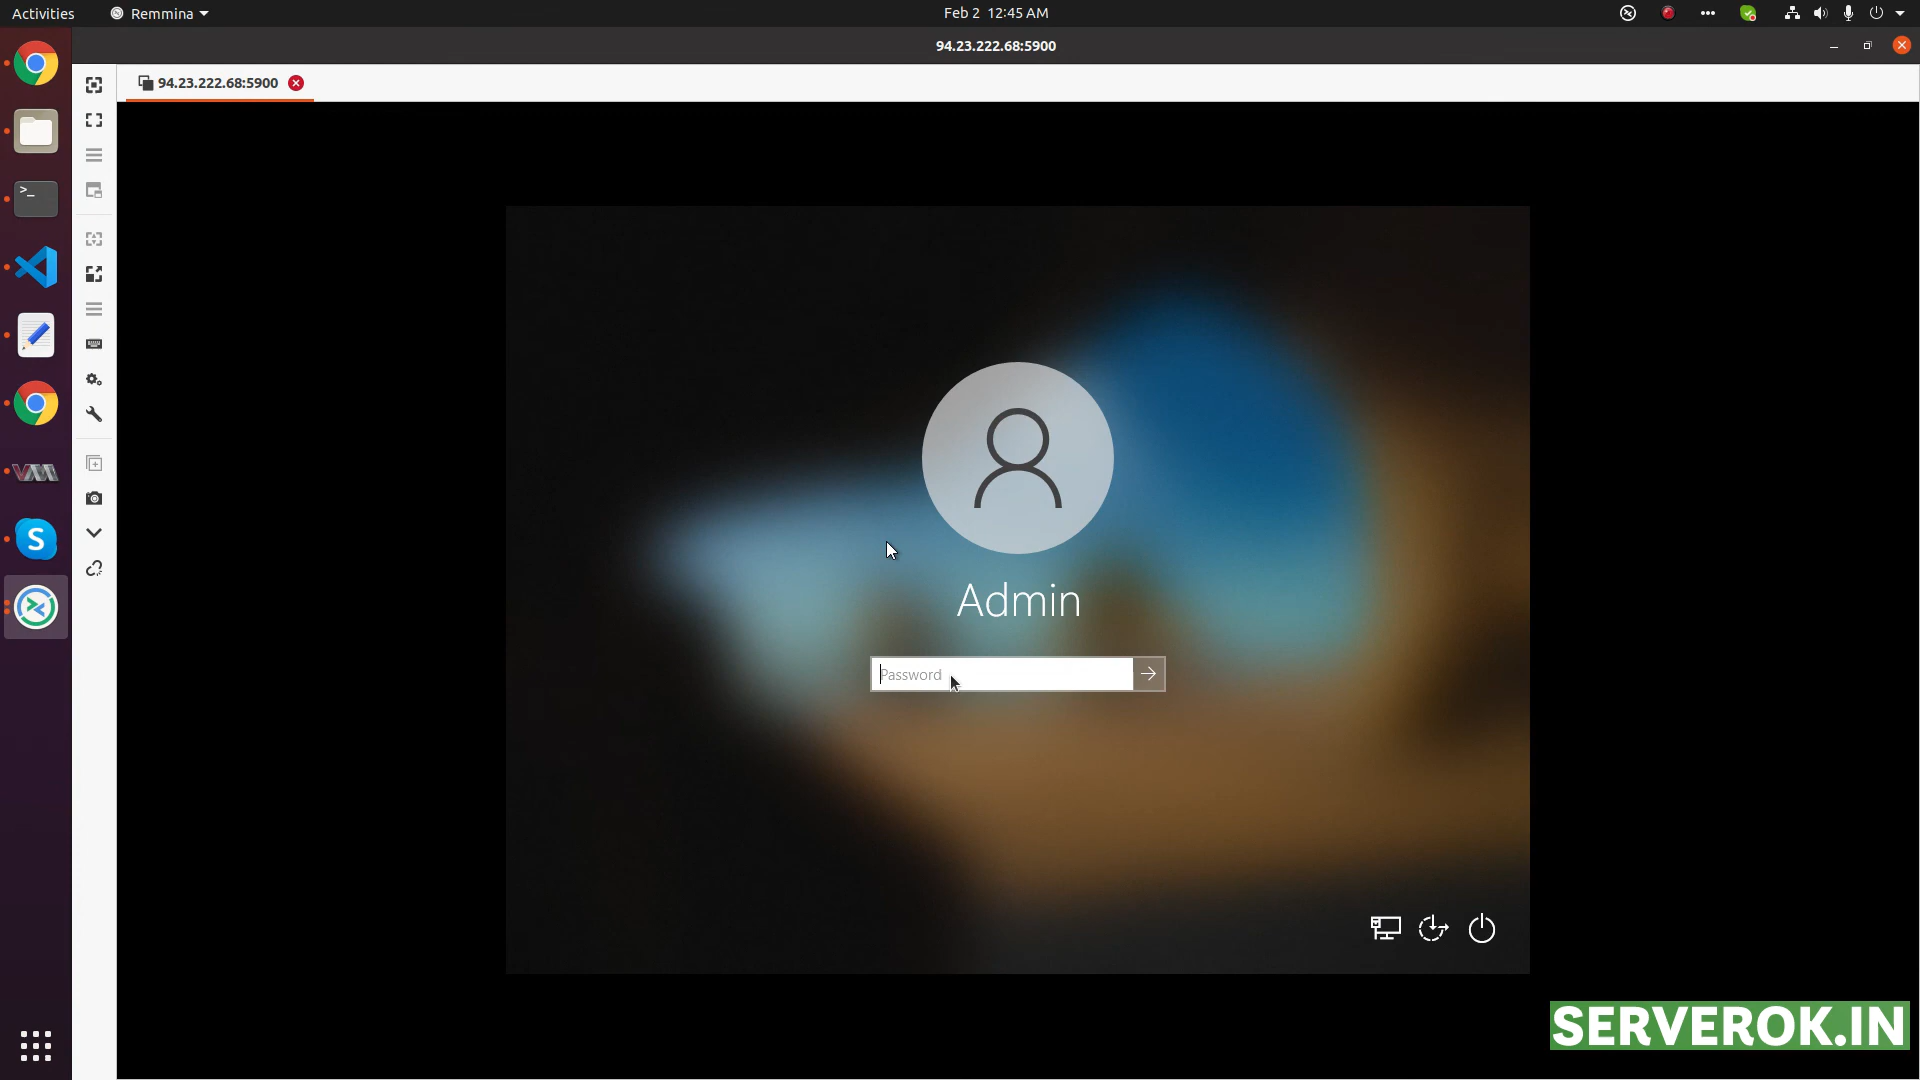 Activities
Remmina
Feb 2 12:45 AM
94.23.222.68:5900
94.23.222.68:5900
Admin
Password
SERVEROK.IN